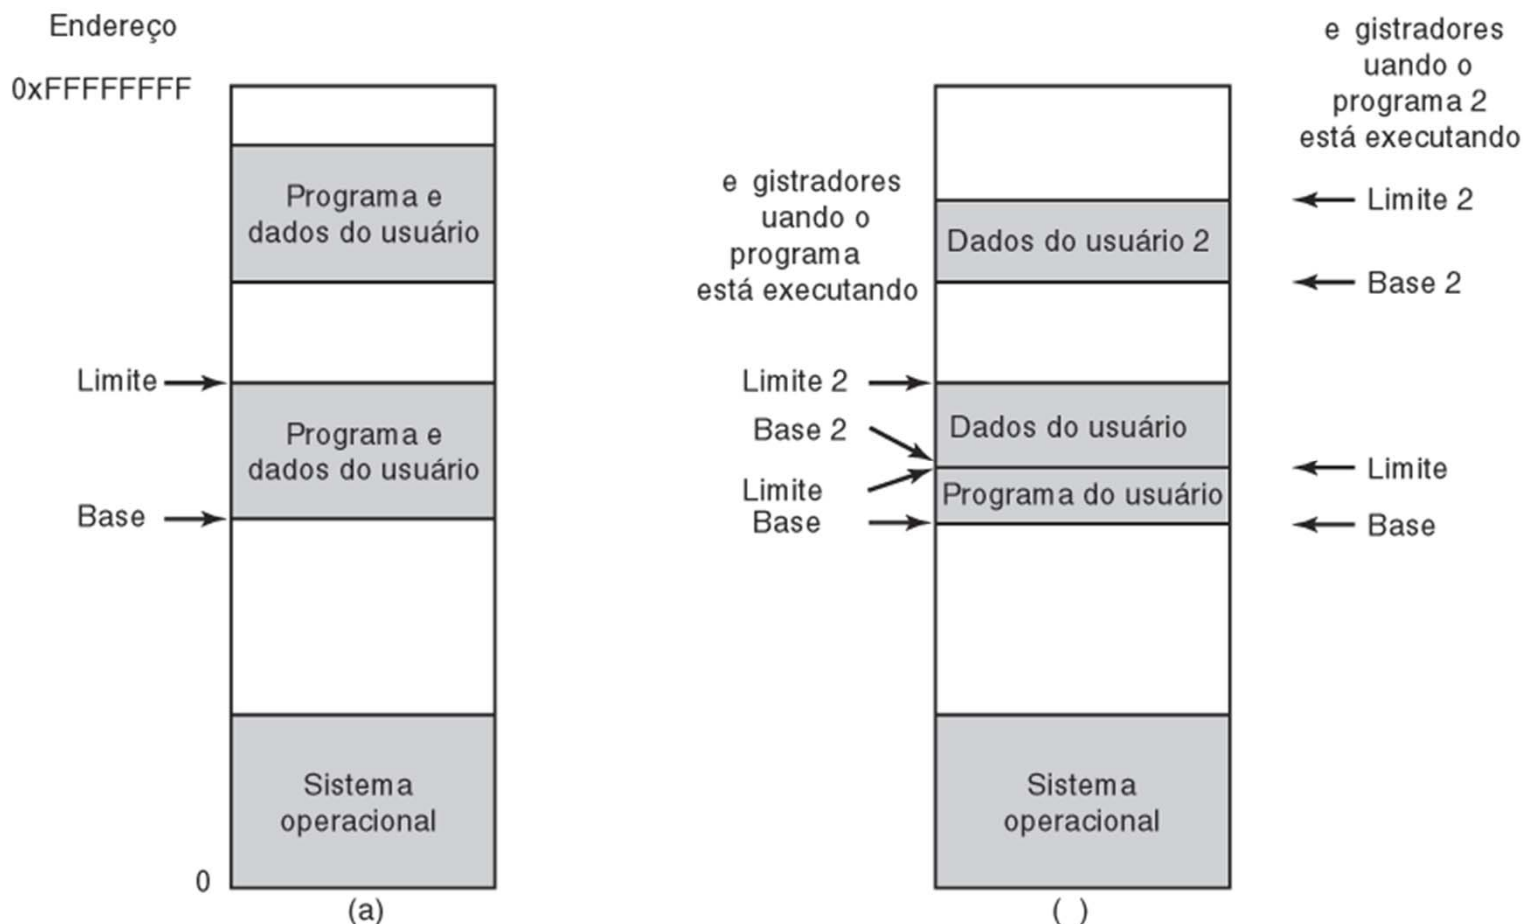 Endereço
0xFFFFFFFF
Programa e
dados do usuário
Limite
Programa e
dados do usuário
Base
Sistema
operacional
0
(a)
e gistradores
uando o
programa
está executando
Limite 2
Base 2
Limite
Base
Dados do usuário 2
Dados do usuário
Programa do usuário
Sistema
operacional
( )
e gistradores
uando o
programa 2
está executando
Limite 2
Base 2
Limite
Base